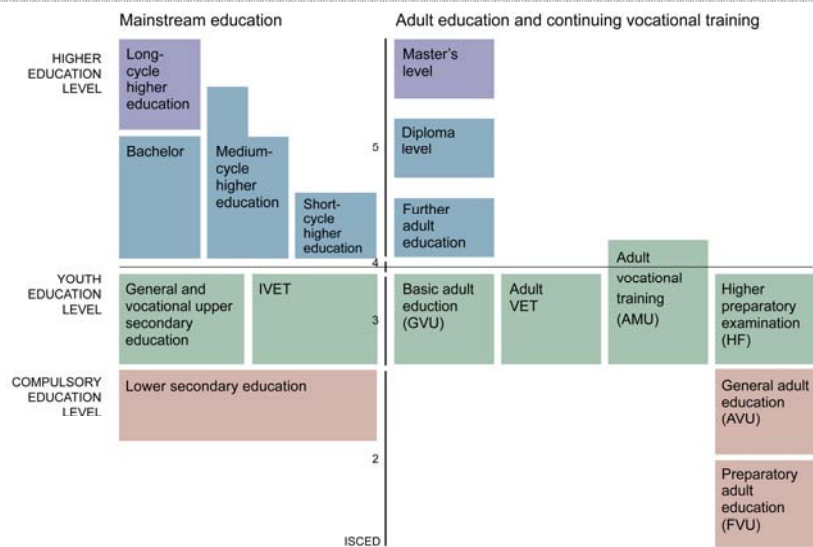 Mainstream education
Adult education and continuing vocational training
HIGHER
EDUCATION
LEVEL
Long-
cycle
higher
education
Bachelor
Medium-
cycle
higher
education
Short-
cycle
higher
education
5
4
Master's
level
Diploma
level
Further
adult
education
YOUTH
EDUCATION
LEVEL
General and
vocational upper
secondary
education
IVET
3
Basic adult
eduction
(GVU)
Adult
VET
Adult
vocational
training
(AMU)
Higher
preparatory
examination
(HF)
COMPULSORY
EDUCATION
LEVEL
Lower secondary education
2
General adult
education
(AVU)
Preparatory
adult
education
(FVU)
ISCED